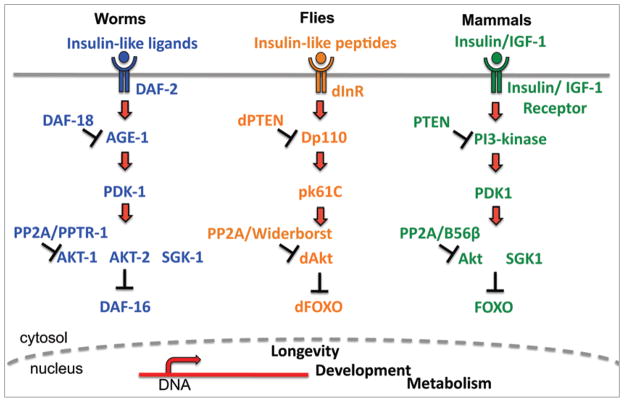 Worms
Insulin-like ligands
DAF-2
DAF-18
AGE-1
PDK-1
PP2A/PPTR-1
AKT-1 AKT-2 SGK-1
DAF-16
Flies
Insulin-like peptides
dInR
dPTEN
Dp110
pk61C
PP2A/Widerborst
dAkt
dFOXO
Mammals
Insulin/IGF-1
Insulin/ IGF-1
Receptor
PTEN
PI3-kinase
PDK1
PP2A/B56β
Akt SGK1
FOXO
cytosol
nucleus
DNA
Longevity
Development
Metabolism